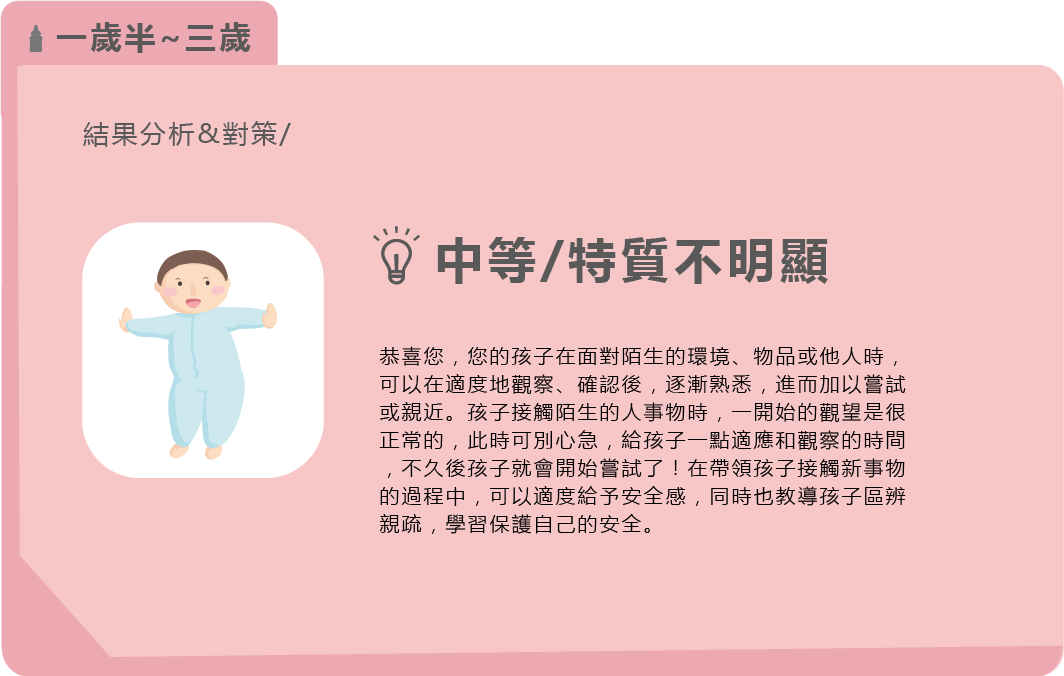 一歲半~三歲
結果分析&對策/
中等/特質不明顯
恭喜您，您的孩子在面對陌生的環境、物品或他人時，
可以在適度地觀察、確認後，逐漸熟悉，進而加以嘗試
或親近。孩子接觸陌生的人事物時，一開始的觀望是很
正常的，此時可別心急，給孩子一點適應和觀察的時間
，不久後孩子就會開始嘗試了！在帶領孩子接觸新事物
的過程中，可以適度給予安全感，同時也教導孩子區辨
親疏，學習保護自己的安全。